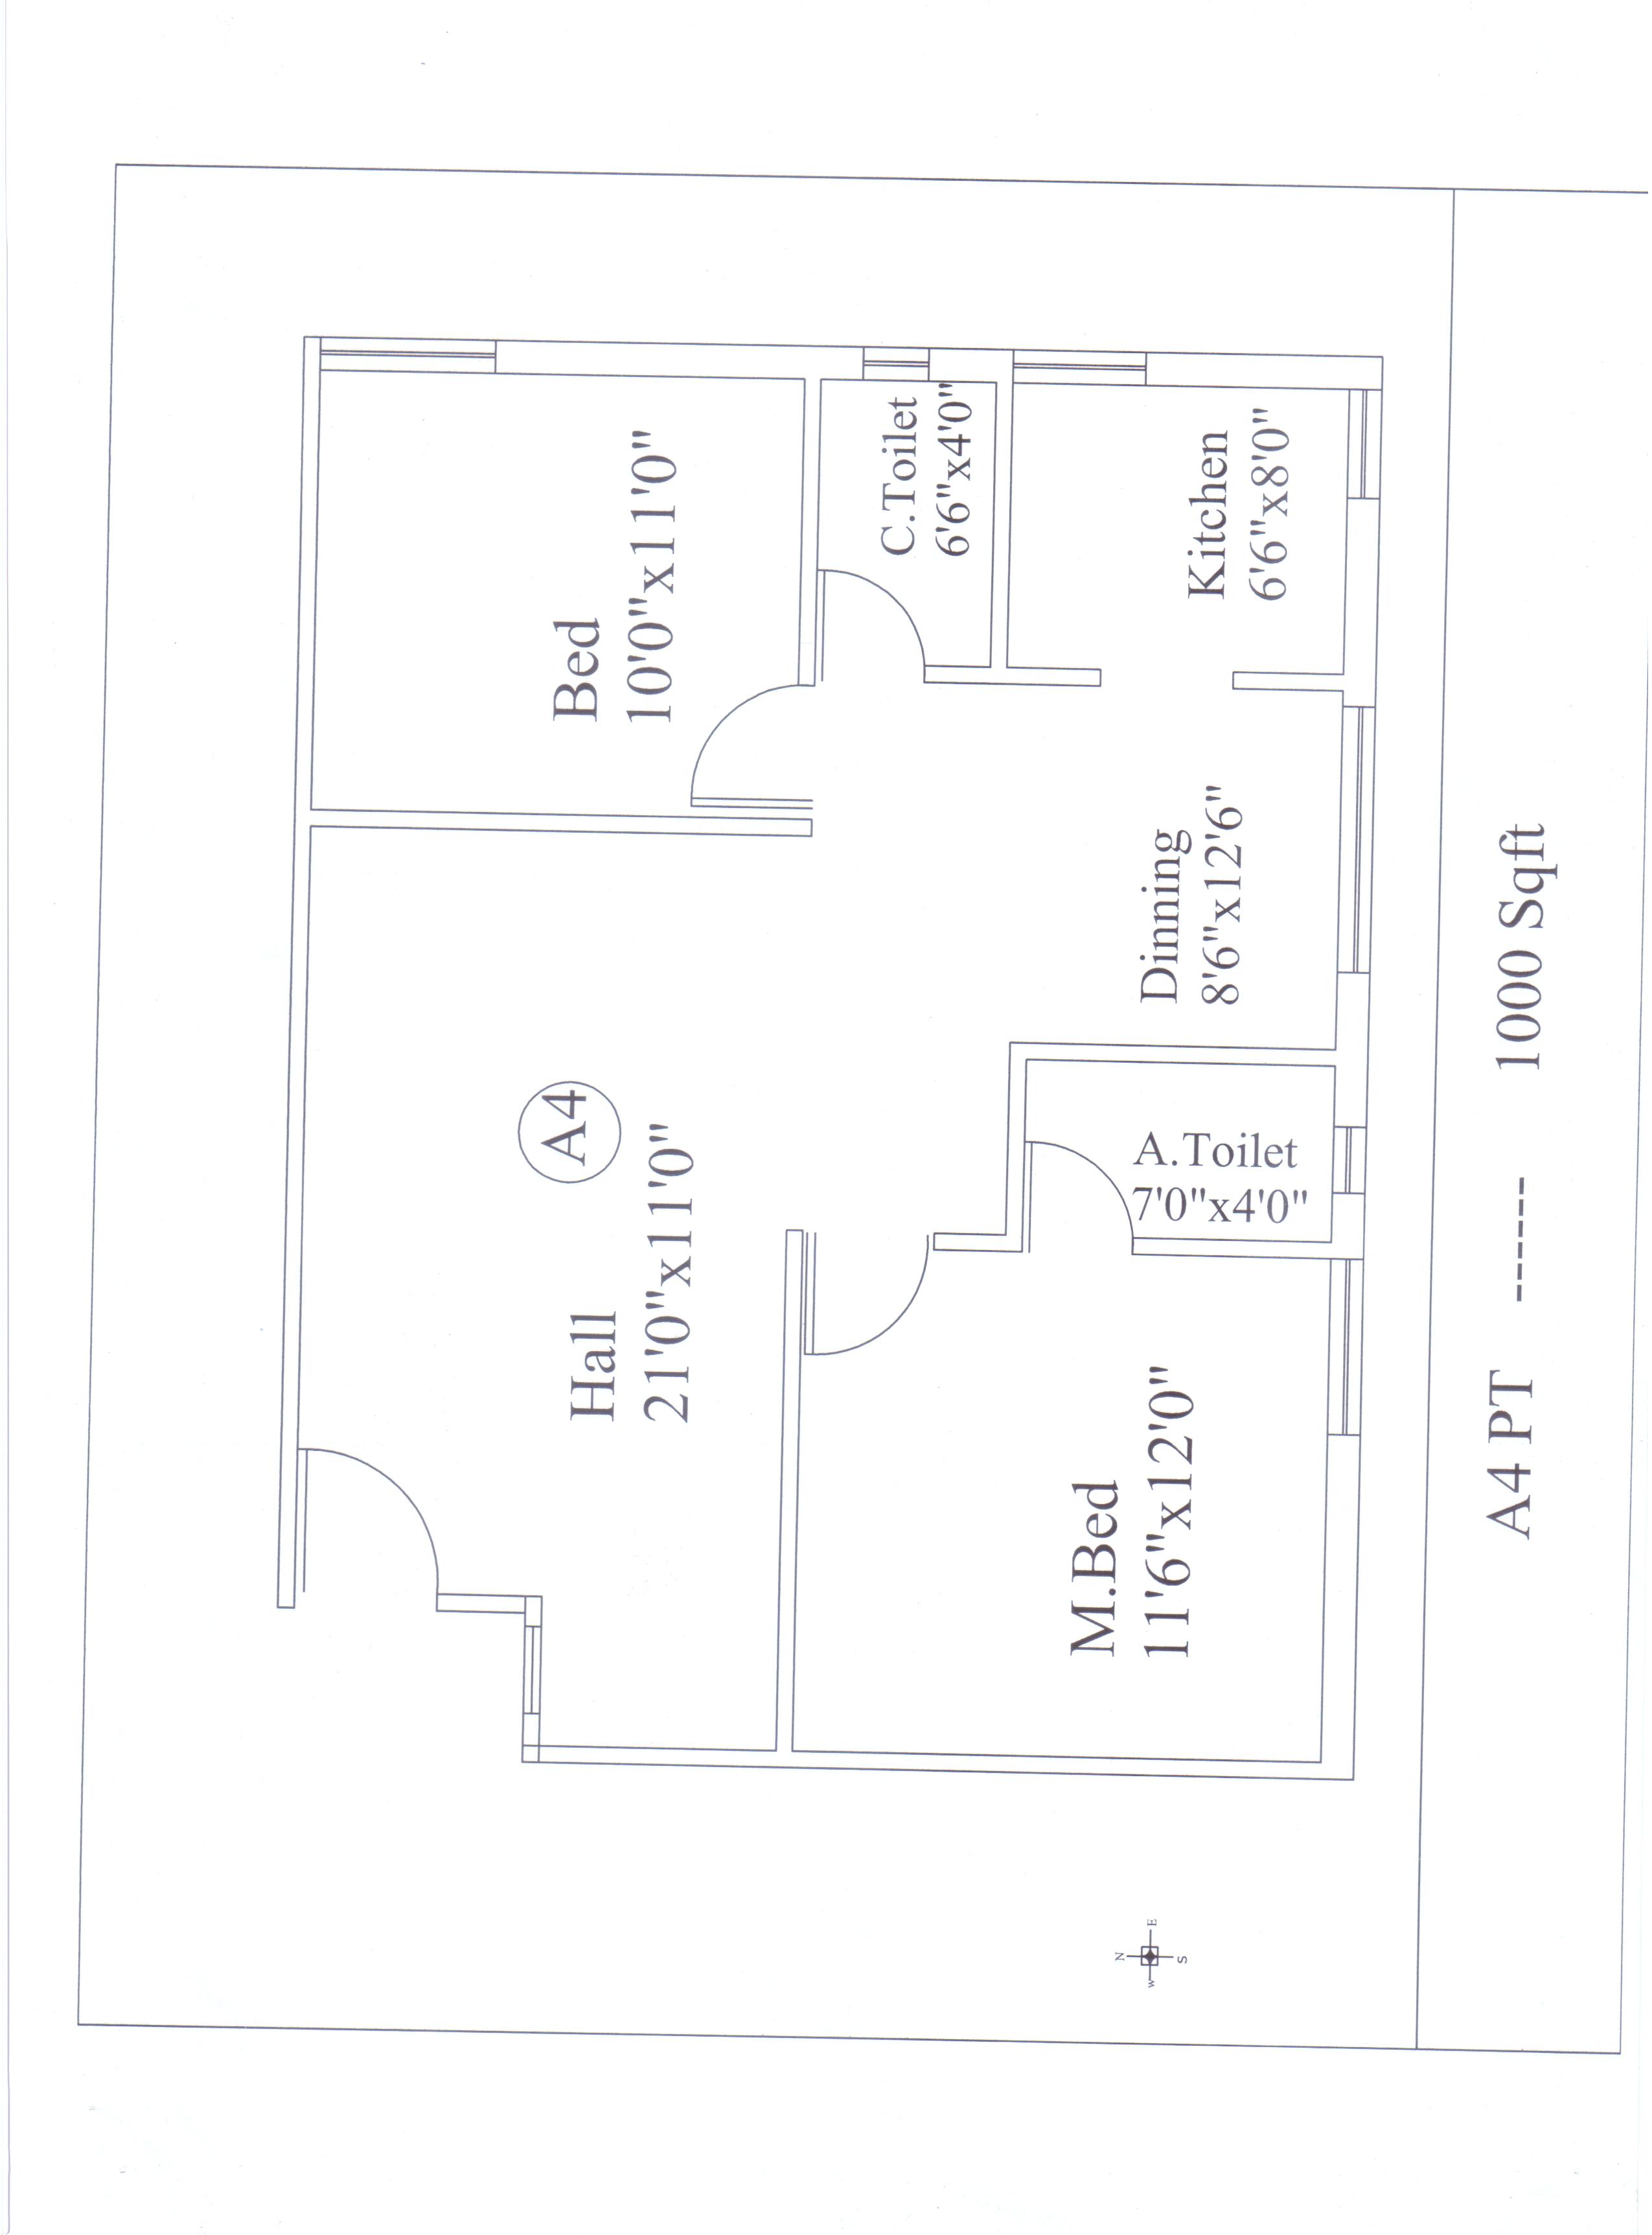 Bed
10'0"x11'0"
C.Toilet
6'6"x4'0"
Kitchen
6'6"x8'0"
A4
Hall
21'0"x11'0"
Dinning
8'6"x12'6"
A.Toilet
7'0"x4'0"
M.Bed
11'6"x12'0"
N
W E
S
A4 PT ------ 1000 Sqft